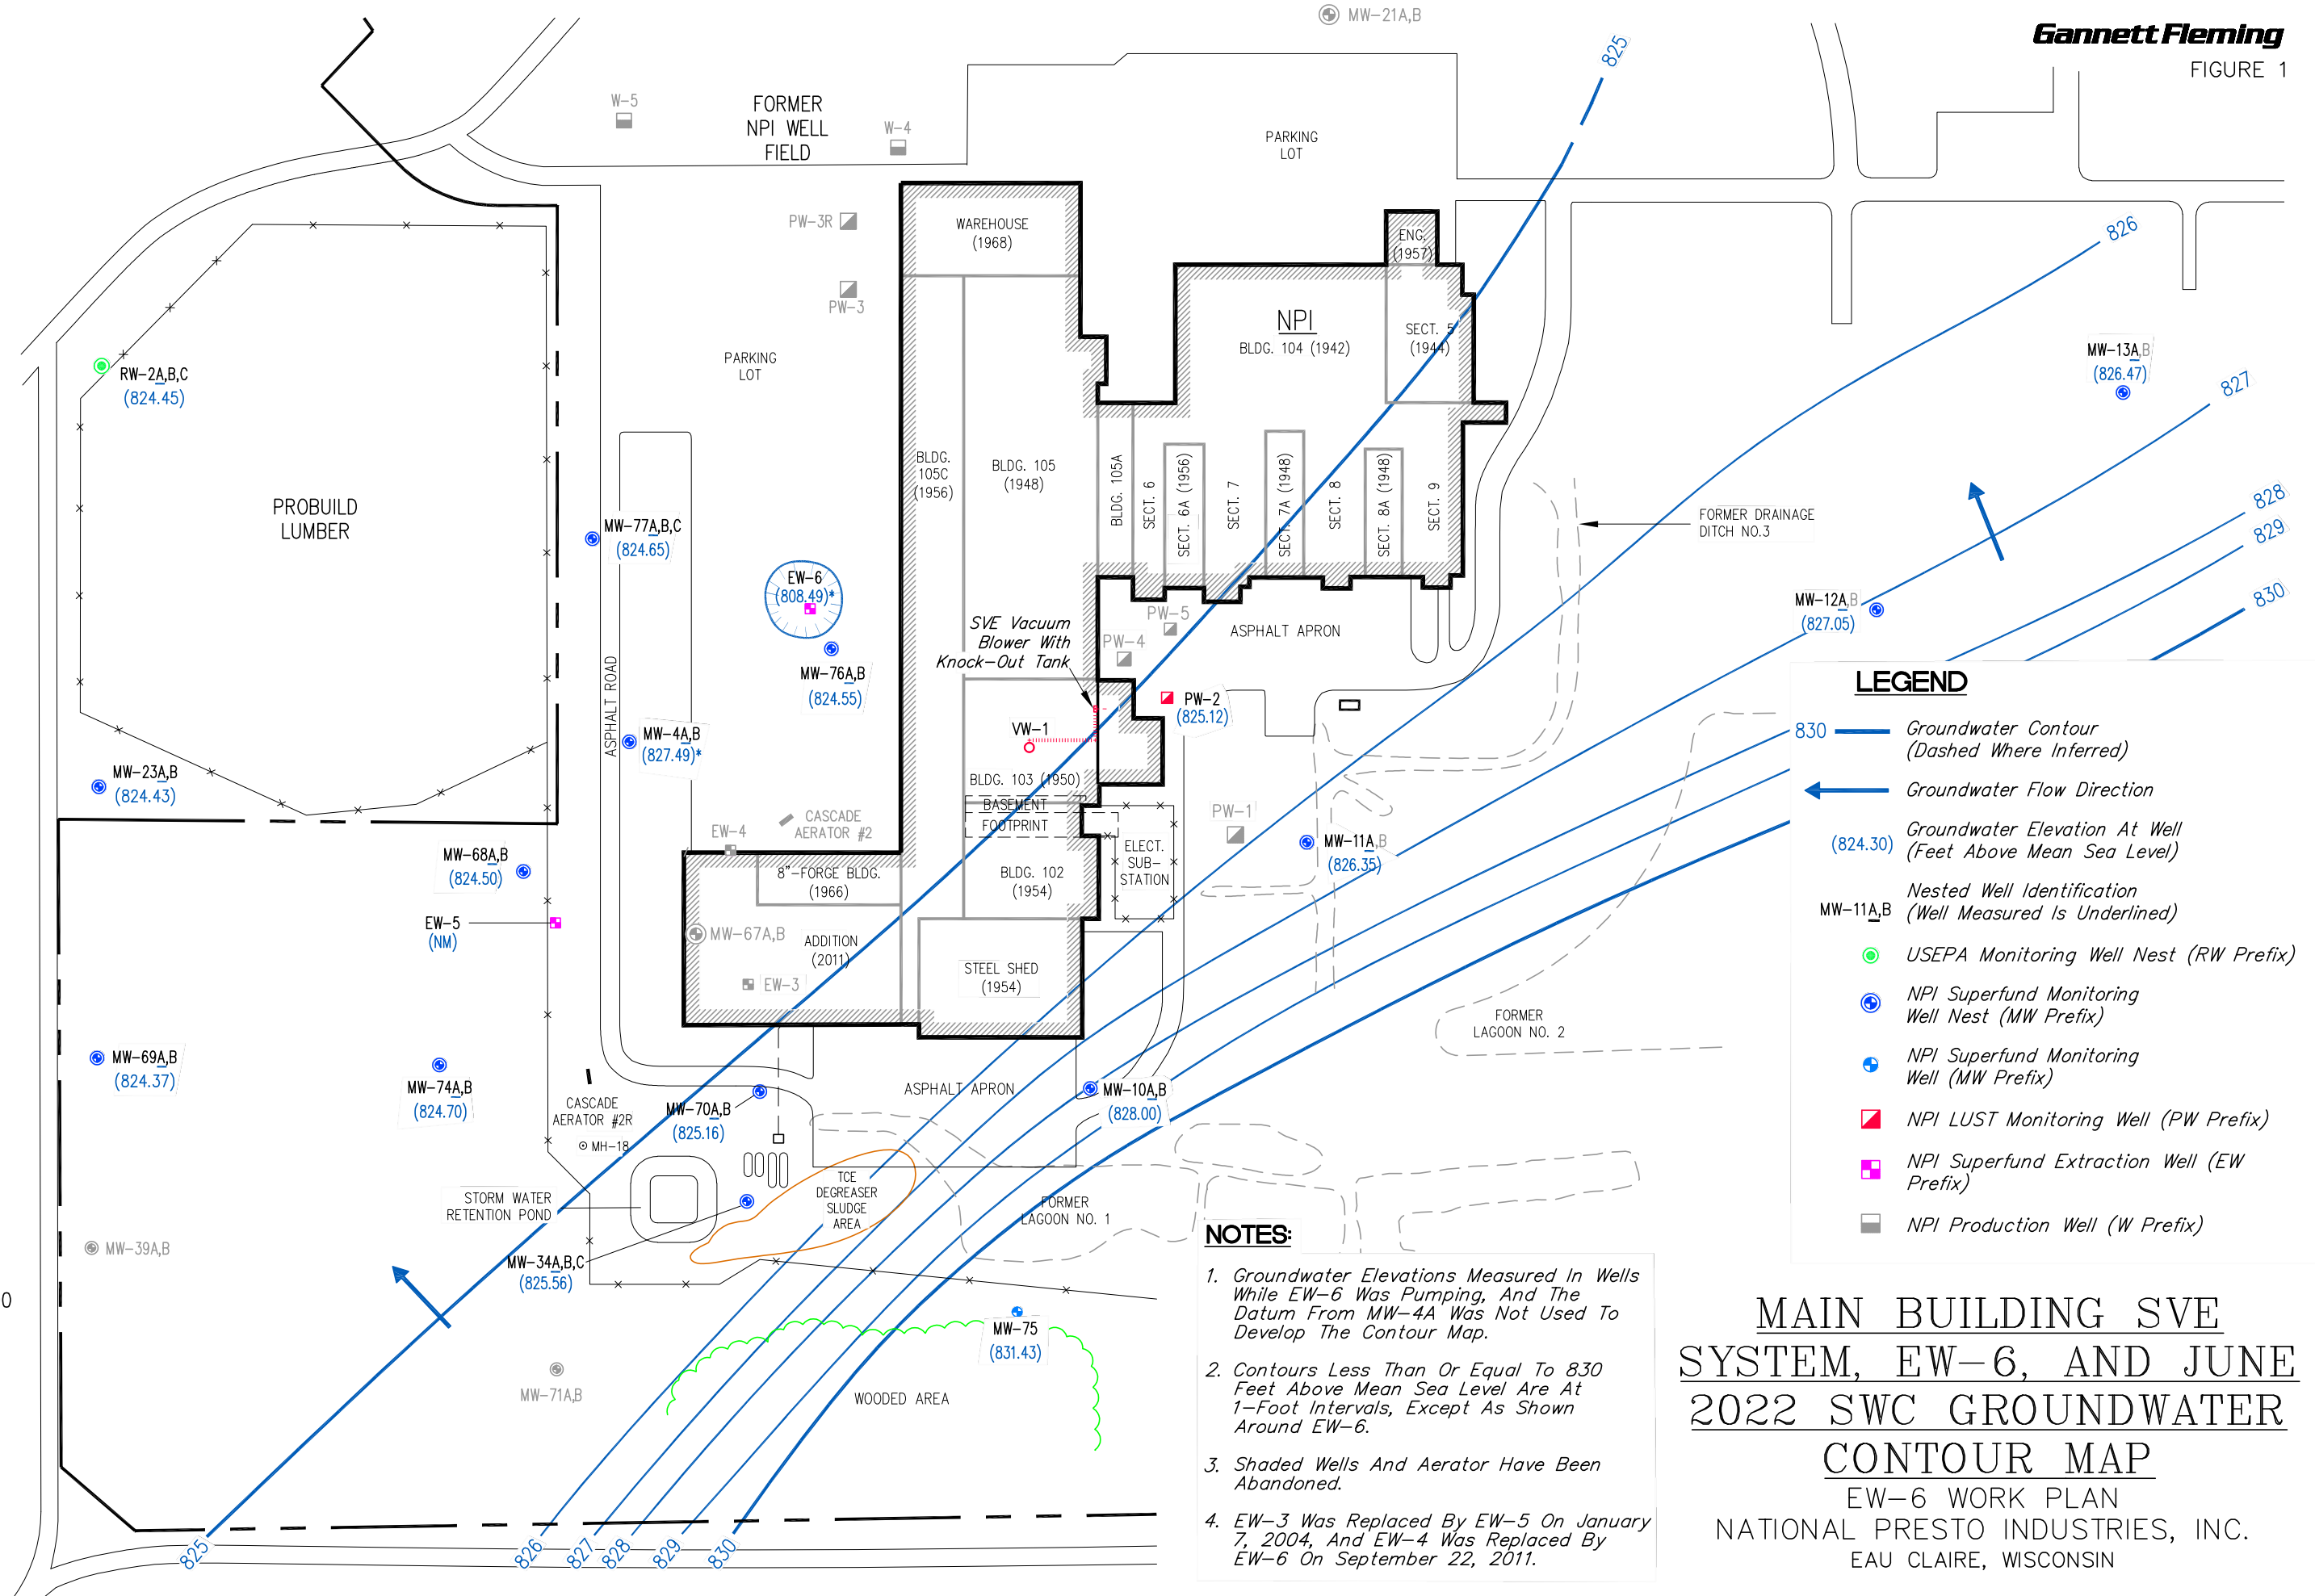 MW-21A,B
Gannett Fleming
FIGURE 1
825
W-5
FORMER
NPI WELL
FIELD
W-4
PARKING
LOT
PW-3R
WAREHOUSE
(1968)
ENG.
(1957)
826
PW-3
NPI
BLDG. 104 (1942)
SECT. 5
(1944)
PARKING
LOT
MW-13A,B
(826.47)
RW-2A,B,C
(824.45)
827
BLDG.
105C
(1956)
BLDG. 105
(1948)
BLDG. 105A
SECT. 6
SECT. 6A (1956)
SECT. 7
SECT. 7A (1948)
SECT. 8
SECT. 8A (1948)
SECT. 9
828
829
830
PROBUILD
LUMBER
FORMER DRAINAGE
DITCH NO.3
MW-77A,B,C
(824.65)
EW-6
(808.49)*
MW-12A,B
(827.05)
SVE Vacuum
Blower With
Knock-Out Tank
PW-5
PW-4
ASPHALT APRON
MW-76A,B
(824.55)
ASPHALT ROAD
PW-2
(825.12)
MW-4A,B
(827.49)*
VW-1
MW-23A,B
(824.43)
BLDG. 103 (1950)
BASEMENT
FOOTPRINT
CASCADE
AERATOR #2
EW-4
PW-1
MW-11A,B
(826.35)
ELECT.
SUB-
STATION
MW-68A,B
(824.50)
8"-FORGE BLDG.
(1966)
BLDG. 102
(1954)
EW-5
(NM)
MW-67A,B
ADDITION
(2011)
EW-3
STEEL SHED
(1954)
FORMER
LAGOON NO. 2
MW-69A,B
(824.37)
MW-74A,B
(824.70)
CASCADE
AERATOR #2R
MH-18
MW-70A,B
(825.16)
ASPHALT APRON
MW-10A,B
(828.00)
STORM WATER
RETENTION POND
TCE
DEGREASER
SLUDGE
AREA
FORMER
LAGOON NO. 1
MW-39A,B
MW-34A,B,C
(825.56)
0
MW-75
(831.43)
MW-71A,B
WOODED AREA
825
826
827
828
829
830
LEGEND
830
Groundwater Contour
(Dashed Where Inferred)
Groundwater Flow Direction
(824.30)
Groundwater Elevation At Well
(Feet Above Mean Sea Level)
MW-11A,B
Nested Well Identification
(Well Measured Is Underlined)
USEPA Monitoring Well Nest (RW Prefix)
NPI Superfund Monitoring
Well Nest (MW Prefix)
NPI Superfund Monitoring
Well (MW Prefix)
NPI LUST Monitoring Well (PW Prefix)
NPI Superfund Extraction Well (EW
Prefix)
NPI Production Well (W Prefix)
NOTES:
1. Groundwater Elevations Measured In Wells
While EW-6 Was Pumping, And The
Datum From MW-4A Was Not Used To
Develop The Contour Map.
2. Contours Less Than Or Equal To 830
Feet Above Mean Sea Level Are At
1-Foot Intervals, Except As Shown
Around EW-6.
3. Shaded Wells And Aerator Have Been
Abandoned.
4. EW-3 Was Replaced By EW-5 On January
7, 2004, And EW-4 Was Replaced By
EW-6 On September 22, 2011.
MAIN BUILDING SVE
SYSTEM, EW-6, AND JUNE
2022 SWC GROUNDWATER
CONTOUR MAP
EW-6 WORK PLAN
NATIONAL PRESTO INDUSTRIES, INC.
EAU CLAIRE, WISCONSIN